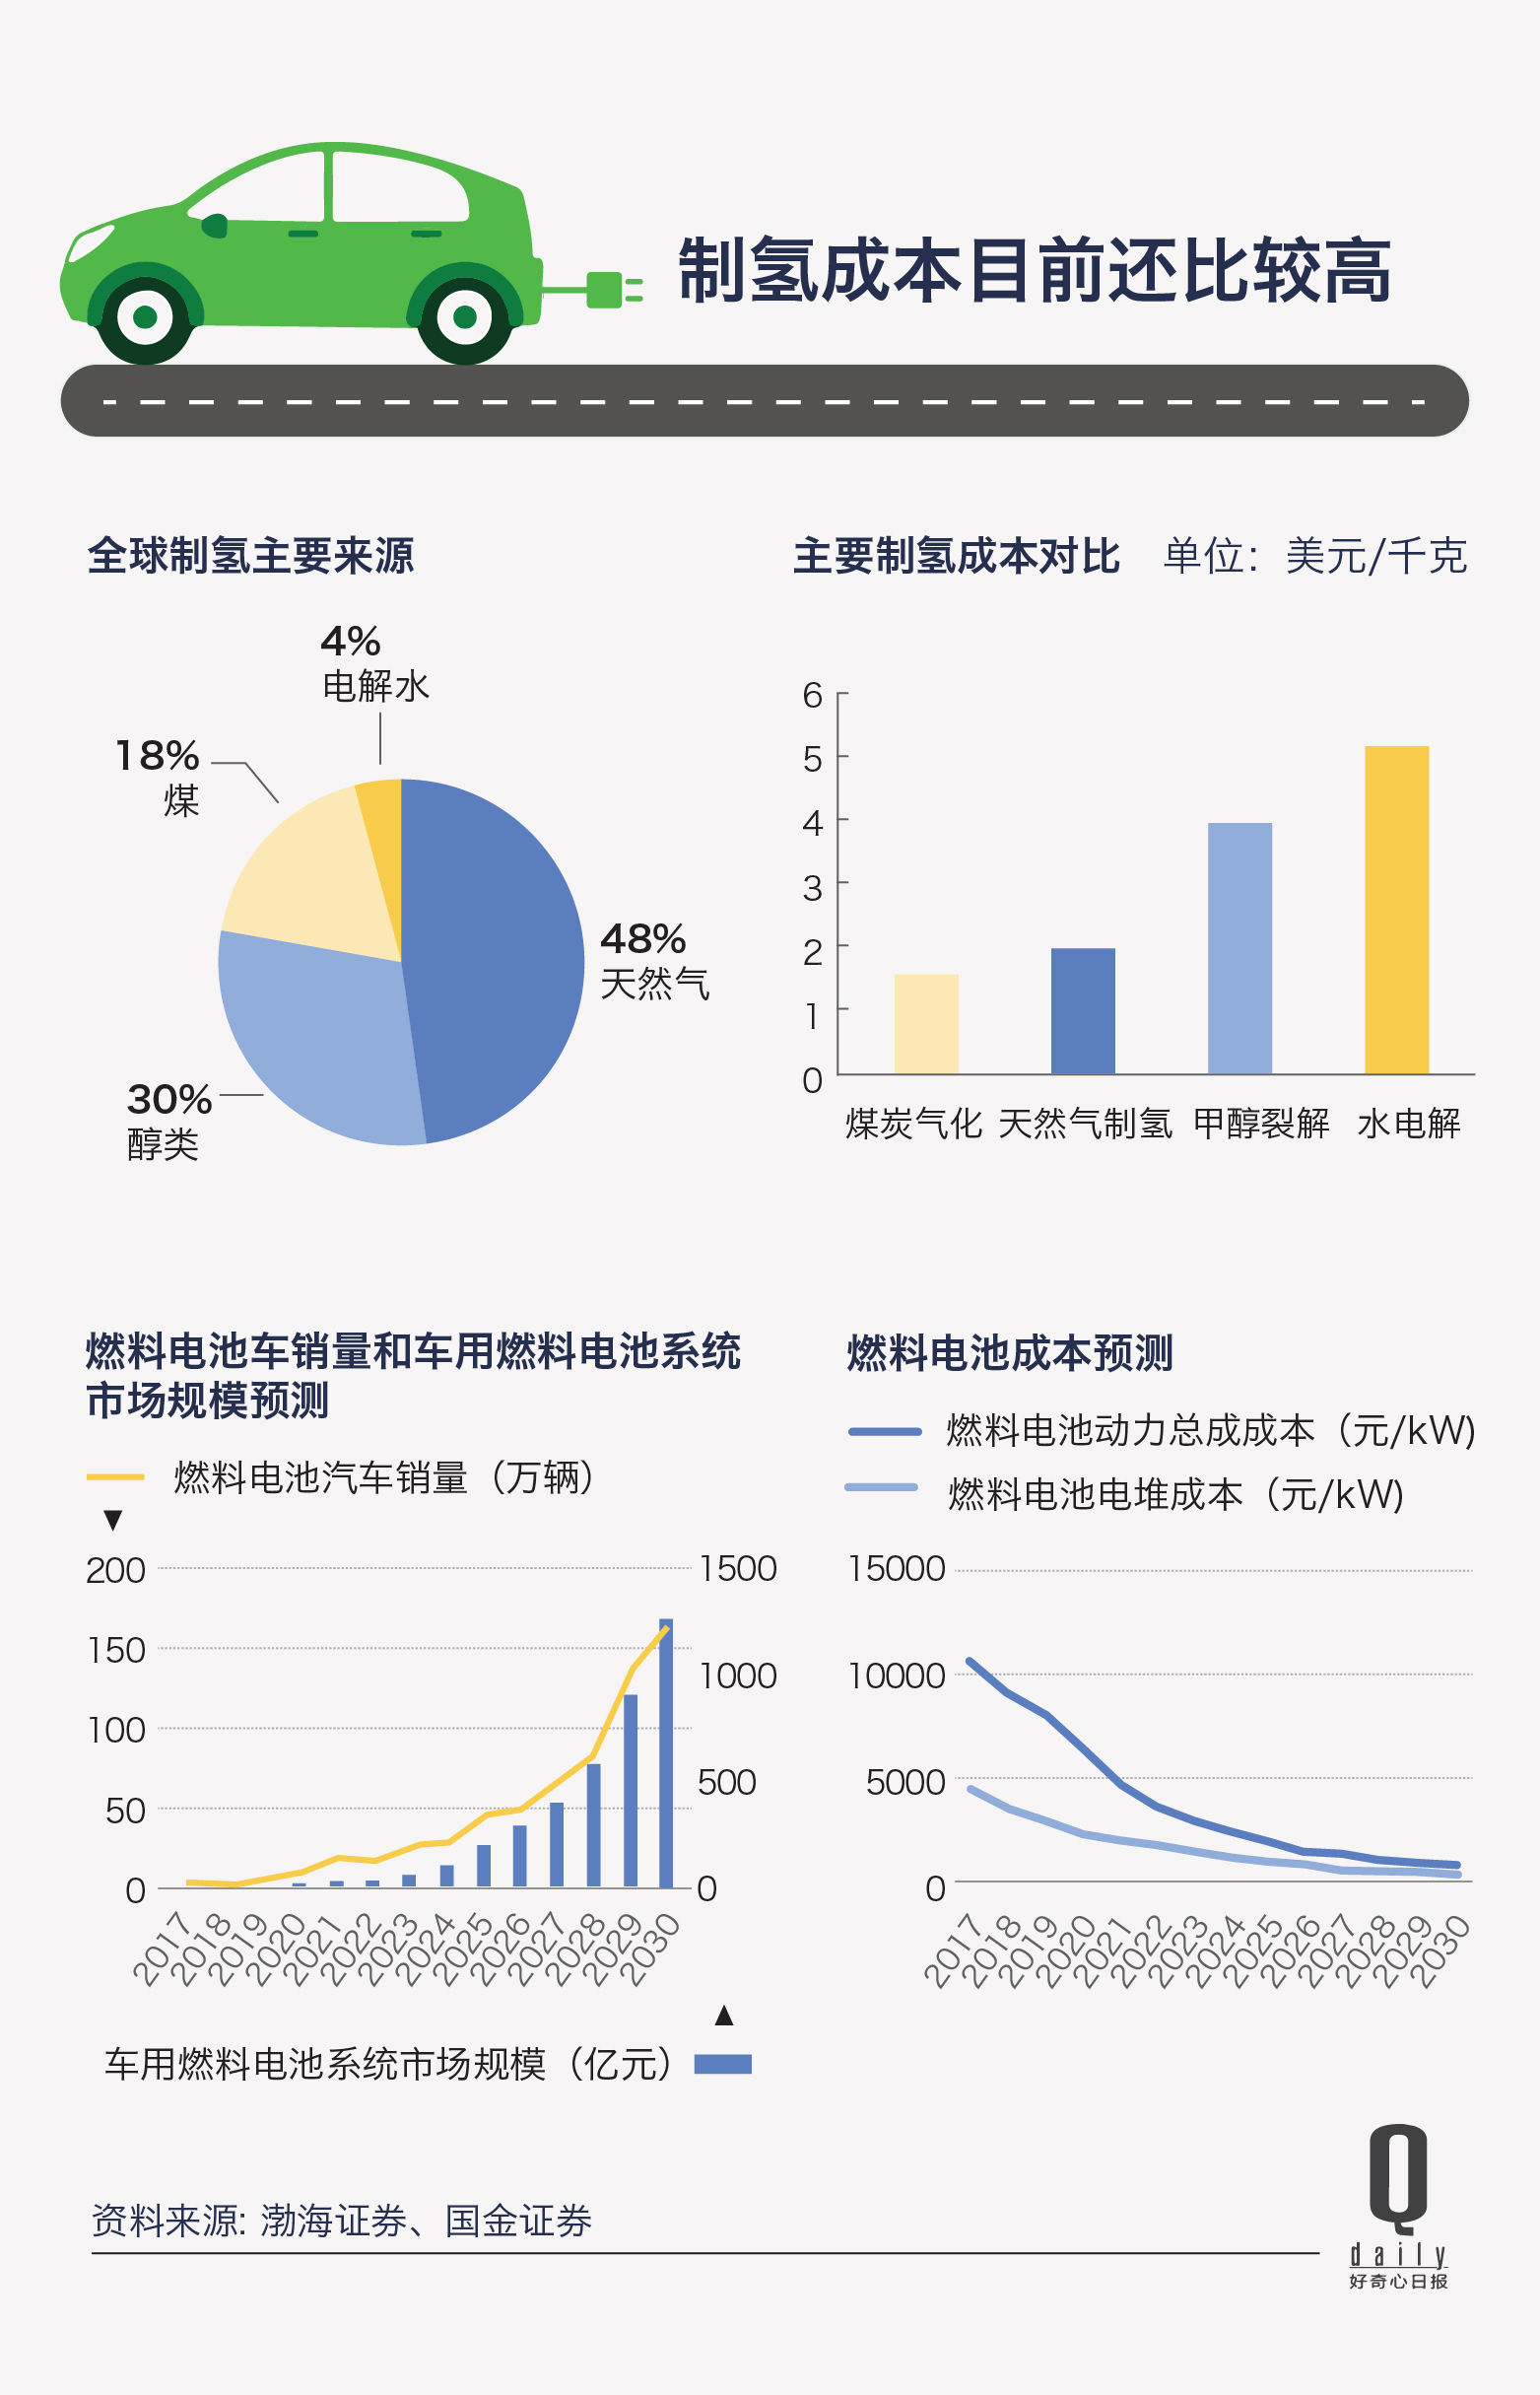 制氢成本目前还比较高
全球制氢主要来源
4%
电解水
18%
煤
48%
天然气
30%
醇类
主要制氢成本对比 单位：美元/千克
6
5
4
3
2
1
0
煤炭气化 天然气制氢 甲醇裂解 水电解
燃料电池车销量和车用燃料电池系统
市场规模预测
燃料电池汽车销量（万辆）
▼
200
150
100
50
0
1500
1000
500
0
2017 2018 2019 2020 2021 2022 2023 2024 2025 2026 2027 2028 2029 2030
▲
车用燃料电池系统市场规模（亿元）
燃料电池成本预测
燃料电池动力总成成本（元/kW)
燃料电池电堆成本（元/kW)
15000
10000
5000
0
2017 2018 2019 2020 2021 2022 2023 2024 2025 2026 2027 2028 2029 2030
资料来源: 渤海证券、国金证券
Q
daily
好奇心日报